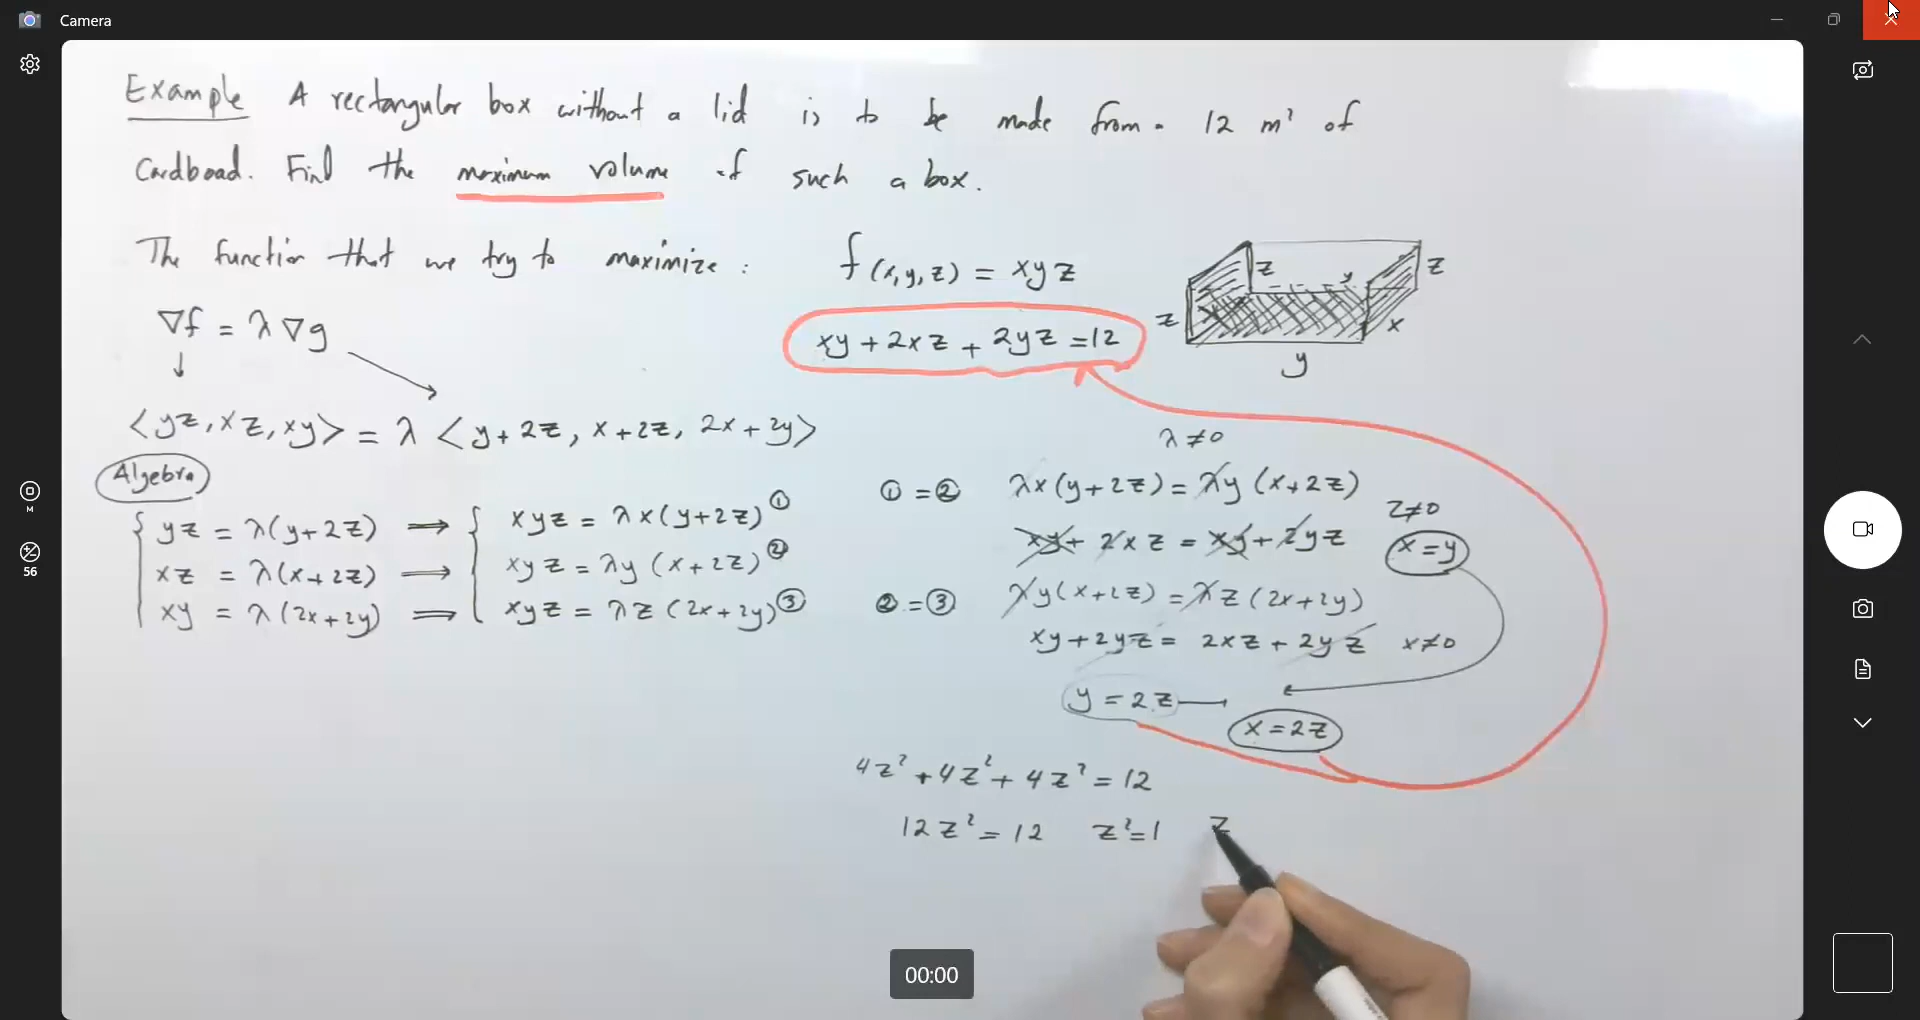 Camera
Example A rectangular box without a lid is to be made from a 12 m² of
Cardboad. Find the maximum volume of such a box.
The function that we try to maximize : f(x,y,z) = xyz
∇f = λ∇g
xy + 2xz + 2yz = 12
z
y
z
z
x
x
y
<yz, xz, xy> = λ <y+2z, x+2z, 2x+2y>
Algebra
yz = λ(y+2z) ⟹ xyz = λx(y+2z) ①
xz = λ(x+2z) ⟹ xyz = λy(x+2z) ②
xy = λ(2x+2y) ⟹ xyz = λz(2x+2y) ③
λ≠0
① = ② λx(y+2z) = λy(x+2z)
xy + 2xz = xy + 2yz z≠0 x=y
② = ③ λy(x+2z) = λz(2x+2y)
xy + 2yz = 2xz + 2yz x≠0
y = 2z
x = 2z
4z² + 4z² + 4z² = 12
12z² = 12 z² = 1 z
M
56
00:00